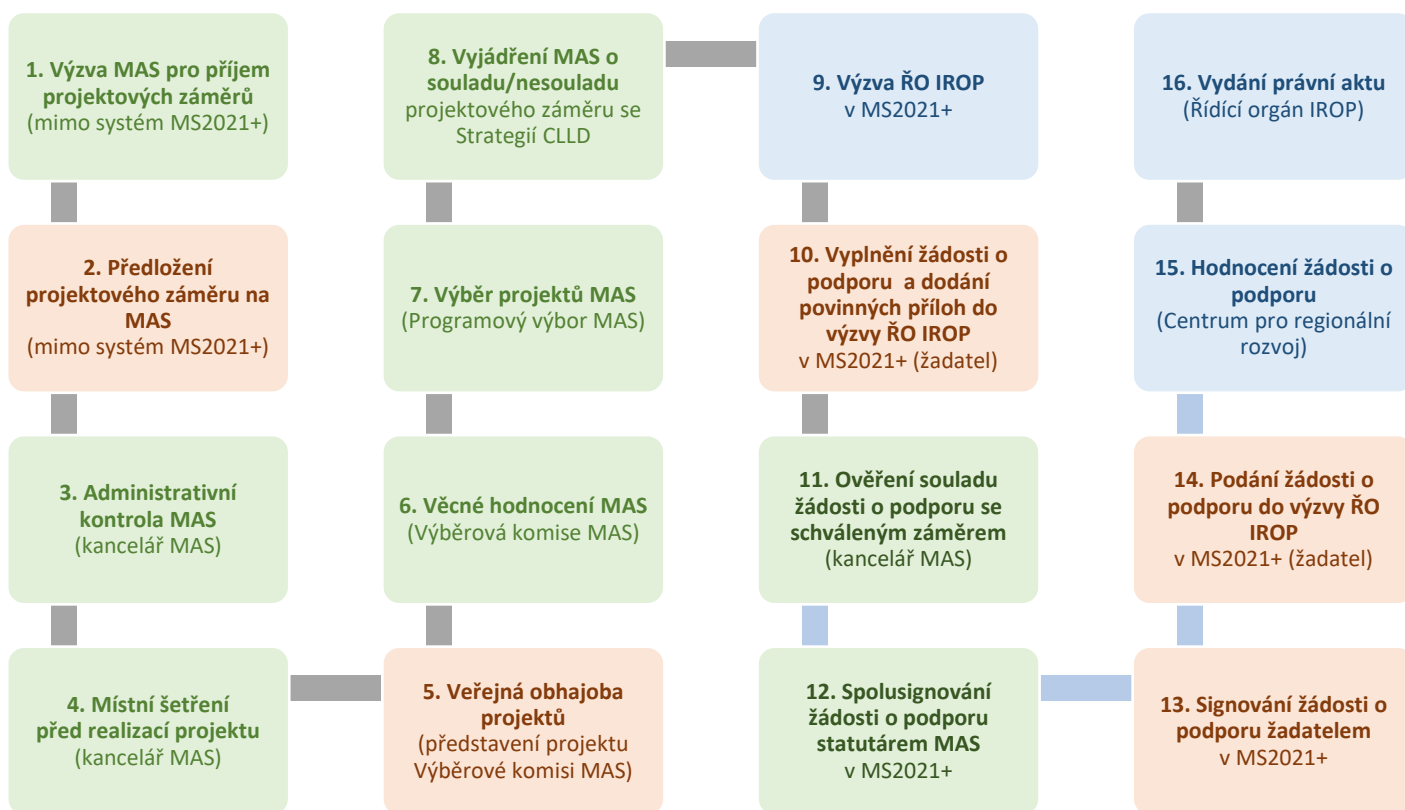 1. Výzva MAS pro příjem
projektových záměrů
(mimo systém MS2021+)
2. Předložení
projektového záměru na
MAS
(mimo systém MS2021+)
3. Administrativní
kontrola MAS
(kancelář MAS)
4. Místní šetření
před realizací projektu
(kancelář MAS)
5. Veřejná obhajoba
projektů
(představení projektu
Výběrové komisi MAS)
6. Věcné hodnocení MAS
(Výběrová komise MAS)
7. Výběr projektů MAS
(Programový výbor MAS)
8. Vyjádření MAS o
souladu/nesouladu
projektového záměru se
Strategií CLLD
9. Výzva ŘO IROP
v MS2021+
10. Vyplnění žádosti o
podporu a dodání
povinných příloh do
výzvy ŘO IROP
v MS2021+ (žadatel)
11. Ověření souladu
žádosti o podporu se
schváleným záměrem
(kancelář MAS)
12. Spolusignování
žádosti o podporu
statutárem MAS
v MS2021+
13. Signování žádosti o
podporu žadatelem
v MS2021+
14. Podání žádosti o
podporu do výzvy ŘO
IROP
v MS2021+ (žadatel)
15. Hodnocení žádosti o
podporu
(Centrum pro regionální
rozvoj)
16. Vydání právní aktu
(Řídící orgán IROP)